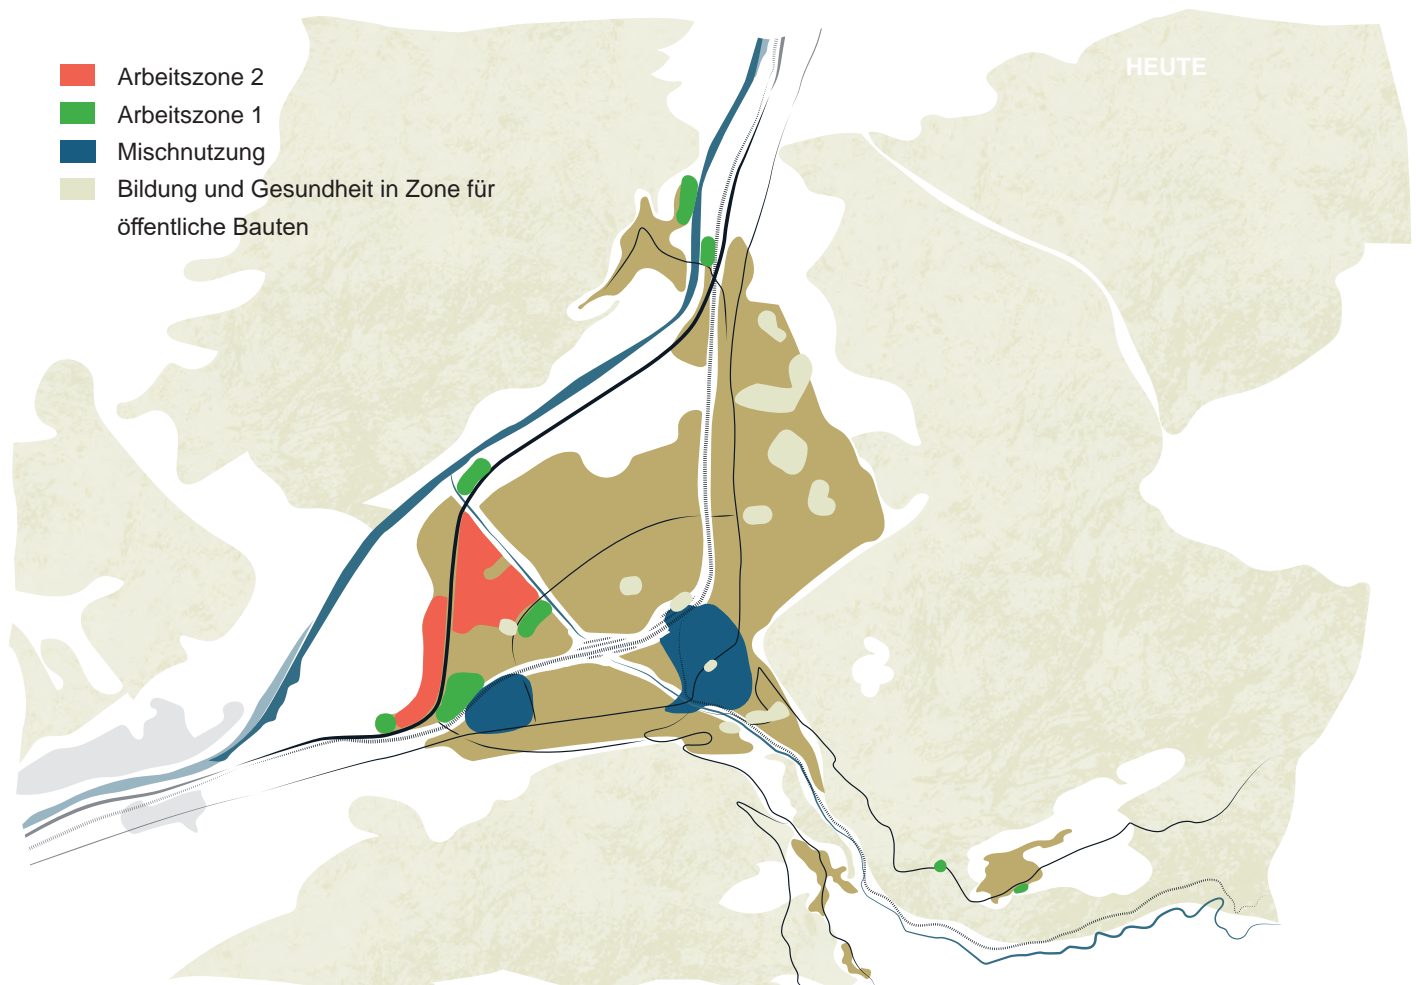 HEUTE
Arbeitszone 2
Arbeitszone 1
Mischnutzung
Bildung und Gesundheit in Zone für
öffentliche Bauten